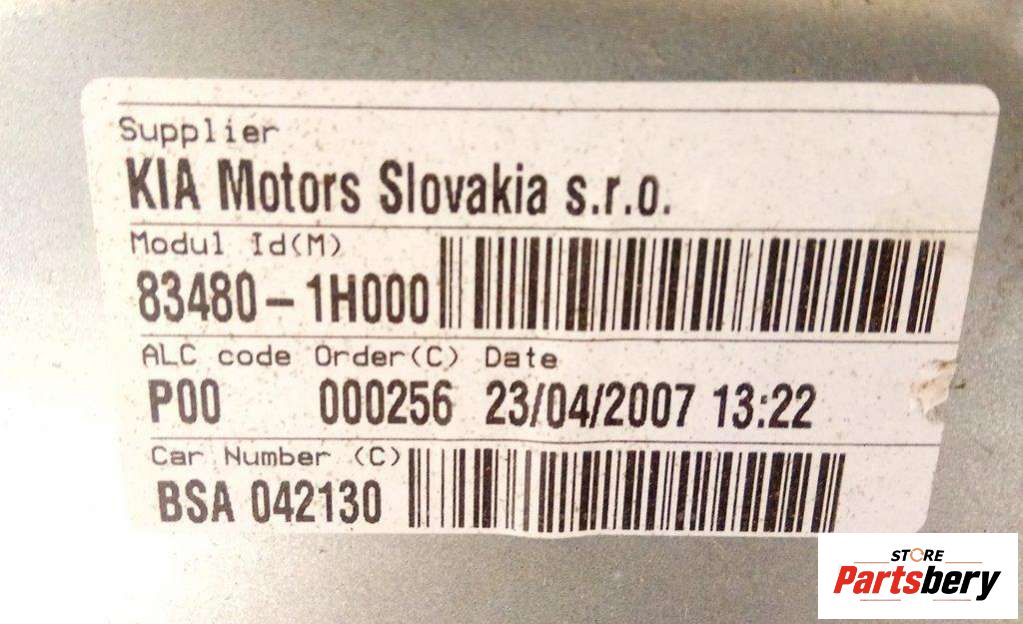 Supplier
KIA Motors Slovakia s.r.o.
Modul Id(M)
83480-1H000
ALC code Order(C) Date
P00 000256 23/04/2007 13:22
Car Number (C)
BSA 042130
STORE
Partsbery